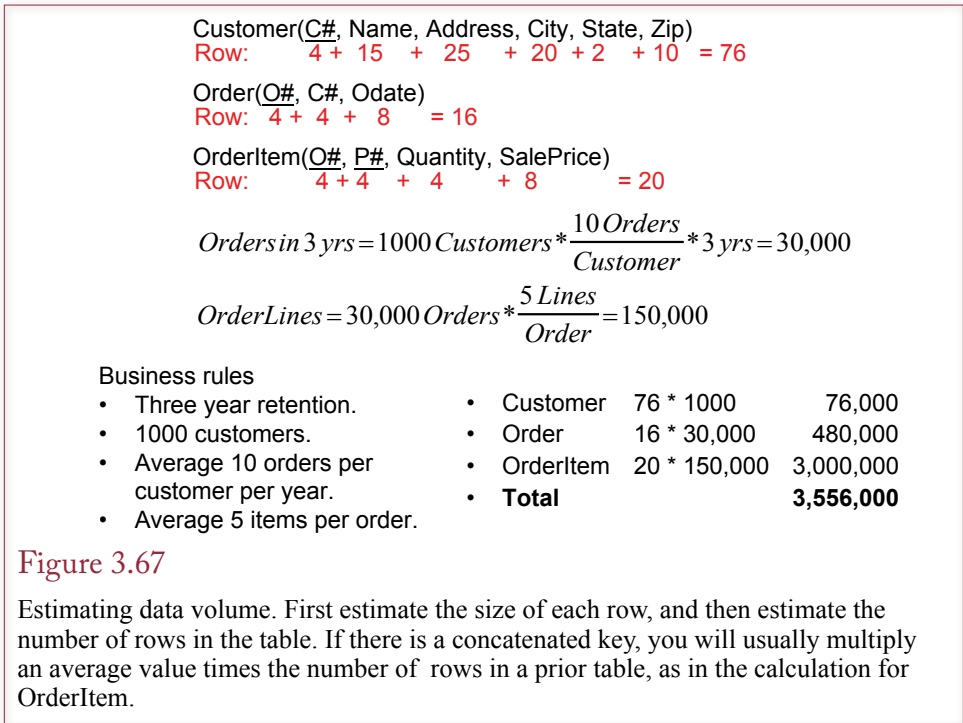 Customer(C#, Name, Address, City, State, Zip)
Row: 4 + 15 + 25 + 20 + 2 + 10 = 76
Order(O#, C#, Odate)
Row: 4 + 4 + 8 = 16
OrderItem(O#, P#, Quantity, SalePrice)
Row: 4 + 4 + 4 + 8 = 20
Orders in 3 yrs = 1000 Customers * 10 Orders / Customer * 3 yrs = 30,000
OrderLines = 30,000 Orders * 5 Lines / Order = 150,000
Business rules
• Three year retention.
• 1000 customers.
• Average 10 orders per
customer per year.
• Average 5 items per order.
• Customer 76 * 1000 76,000
• Order 16 * 30,000 480,000
• OrderItem 20 * 150,000 3,000,000
• Total 3,556,000
Figure 3.67
Estimating data volume. First estimate the size of each row, and then estimate the
number of rows in the table. If there is a concatenated key, you will usually multiply
an average value times the number of rows in a prior table, as in the calculation for
OrderItem.